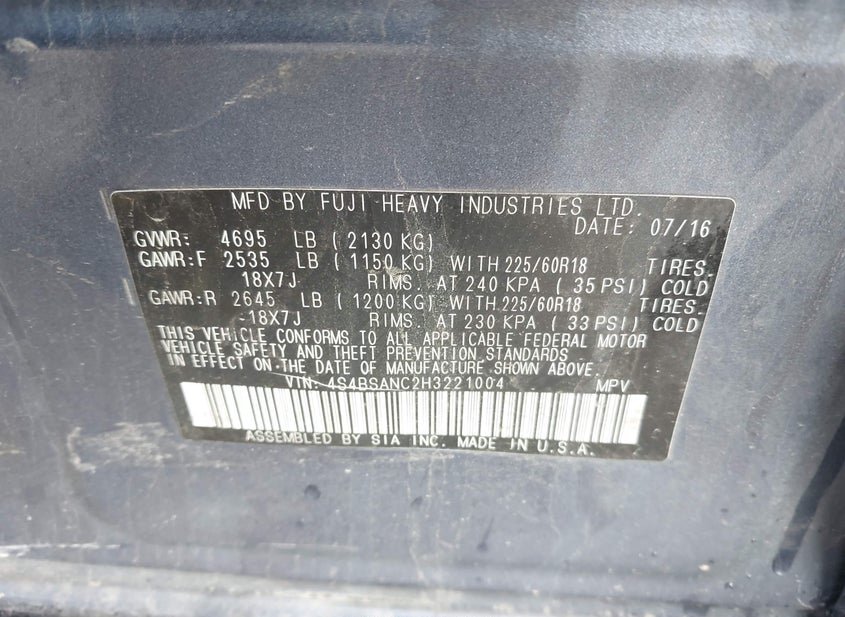 MFD BY FUJI HEAVY INDUSTRIES LTD.
DATE: 07/16
GVWR: 4695 LB ( 2130 KG)
GAWR:F 2535 LB ( 1150 KG) WITH 225/60R18 TIRES.
18X7J RIMS. AT 240 KPA ( 35 PSI) COLD
GAWR:R 2645 LB ( 1200 KG) WITH 225/60R18 TIRES.
18X7J RIMS. AT 230 KPA ( 33 PSI) COLD
THIS VEHICLE CONFORMS TO ALL APPLICABLE FEDERAL MOTOR
VEHICLE SAFETY AND THEFT PREVENTION STANDARDS
IN EFFECT ON THE DATE OF MANUFACTURE SHOWN ABOVE.
VIN: 4S4BSANC2H3221004 MPV
ASSEMBLED BY SIA INC. MADE IN U.S.A.